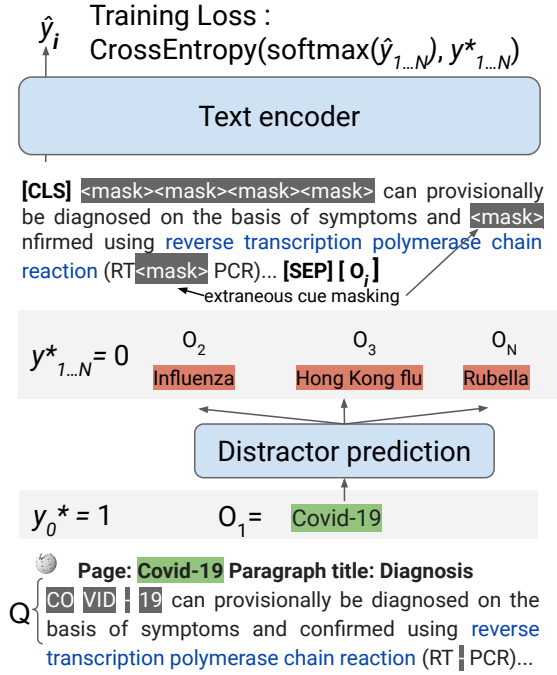 ŷi Training Loss :
CrossEntropy(softmax(ŷ1...N), y*1...N)
Text encoder
[CLS] <mask><mask><mask><mask> can provisionally
be diagnosed on the basis of symptoms and <mask>
nfirmed using reverse transcription polymerase chain
reaction (RT<mask> PCR)... [SEP] [ Oi ]
extraneous cue masking
y*1...N = 0 O2 O3 ON
Influenza Hong Kong flu Rubella
Distractor prediction
y0* = 1 O1= Covid-19
Page: Covid-19 Paragraph title: Diagnosis
Q CO VID - 19 can provisionally be diagnosed on the
basis of symptoms and confirmed using reverse
transcription polymerase chain reaction (RT - PCR)...